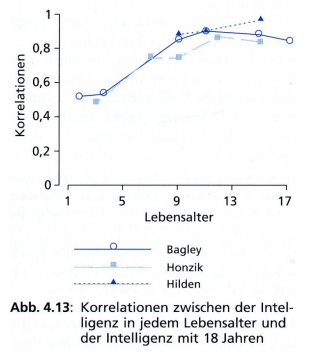 Korrelationen
1
0,8
0,6
0,4
0,2
0
1 5 9 13 17
Lebensalter
Bagley
Honzik
Hilden
Abb. 4.13: Korrelationen zwischen der Intel-
ligenz in jedem Lebensalter und
der Intelligenz mit 18 Jahren